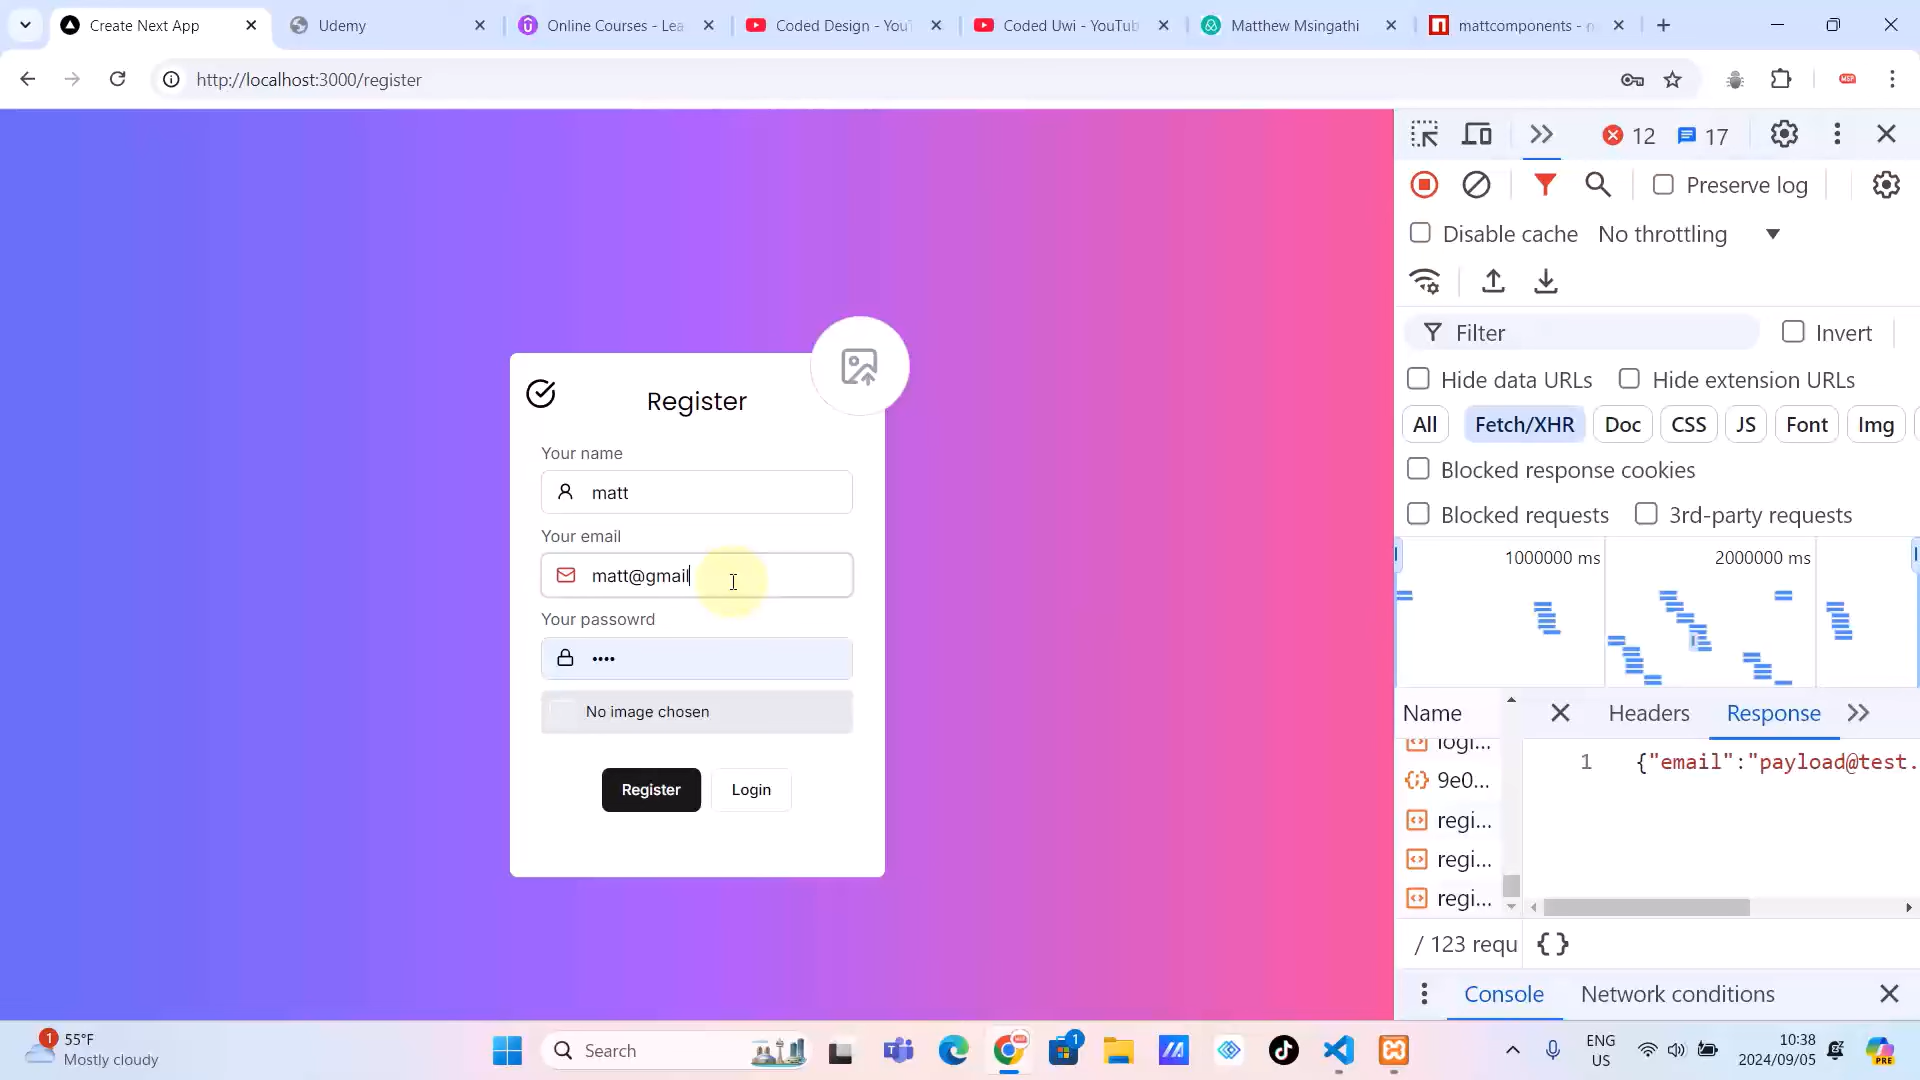 Create Next App
Udemy
Online Courses - Lea
Coded Design - You
Coded Uwi - YouTub
Matthew Msingathi
mattcomponents - n
http://localhost:3000/register
12
17
Preserve log
Disable cache
No throttling
Filter
Invert
Hide data URLs
Hide extension URLs
All
Fetch/XHR
Doc
CSS
JS
Font
Img
Blocked response cookies
Blocked requests
3rd-party requests
1000000 ms
2000000 ms
Name
Headers
Response
logi...
9e0...
regi...
regi...
regi...
1
{"email":"payload@test.
/ 123 requ
{ }
Console
Network conditions
Register
Your name
matt
Your email
matt@gmail
Your passowrd
••••
No image chosen
Register
Login
1
55°F
Mostly cloudy
Search
1
ENG
US
10:38
2024/09/05
PRE